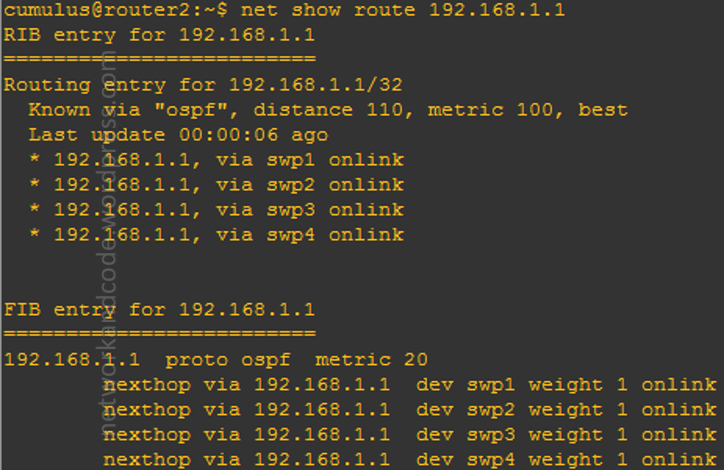 cumulus@router2:~$ net show route 192.168.1.1
RIB entry for 192.168.1.1
=========================
Routing entry for 192.168.1.1/32
  Known via "ospf", distance 110, metric 100, best
  Last update 00:00:06 ago
  * 192.168.1.1, via swp1 onlink
  * 192.168.1.1, via swp2 onlink
  * 192.168.1.1, via swp3 onlink
  * 192.168.1.1, via swp4 onlink
FIB entry for 192.168.1.1
=========================
192.168.1.1  proto ospf  metric 20
        nexthop via 192.168.1.1  dev swp1 weight 1 onlink
        nexthop via 192.168.1.1  dev swp2 weight 1 onlink
        nexthop via 192.168.1.1  dev swp3 weight 1 onlink
        nexthop via 192.168.1.1  dev swp4 weight 1 onlink
networkandcode.wordpress.com